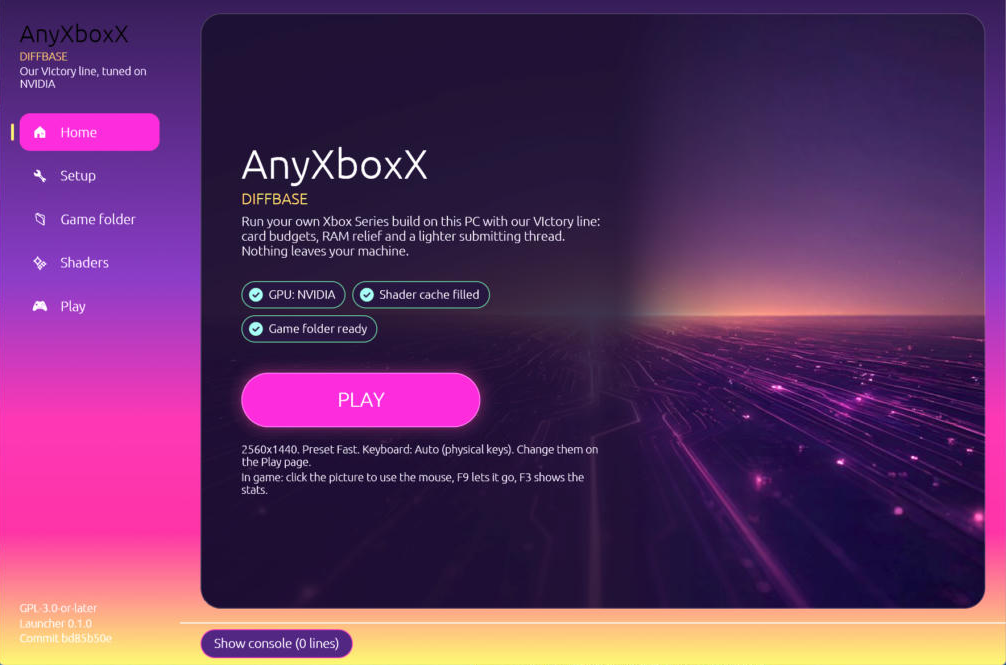 AnyXboxX
DIFFBASE
Our VIctory line, tuned on
NVIDIA
Home
Setup
Game folder
Shaders
Play
AnyXboxX
DIFFBASE
Run your own Xbox Series build on this PC with our VIctory line:
card budgets, RAM relief and a lighter submitting thread.
Nothing leaves your machine.
GPU: NVIDIA
Shader cache filled
Game folder ready
PLAY
2560x1440. Preset Fast. Keyboard: Auto (physical keys). Change them on
the Play page.
In game: click the picture to use the mouse, F9 lets it go, F3 shows the
stats.
GPL-3.0-or-later
Launcher 0.1.0
Commit bd85b50e
Show console (0 lines)